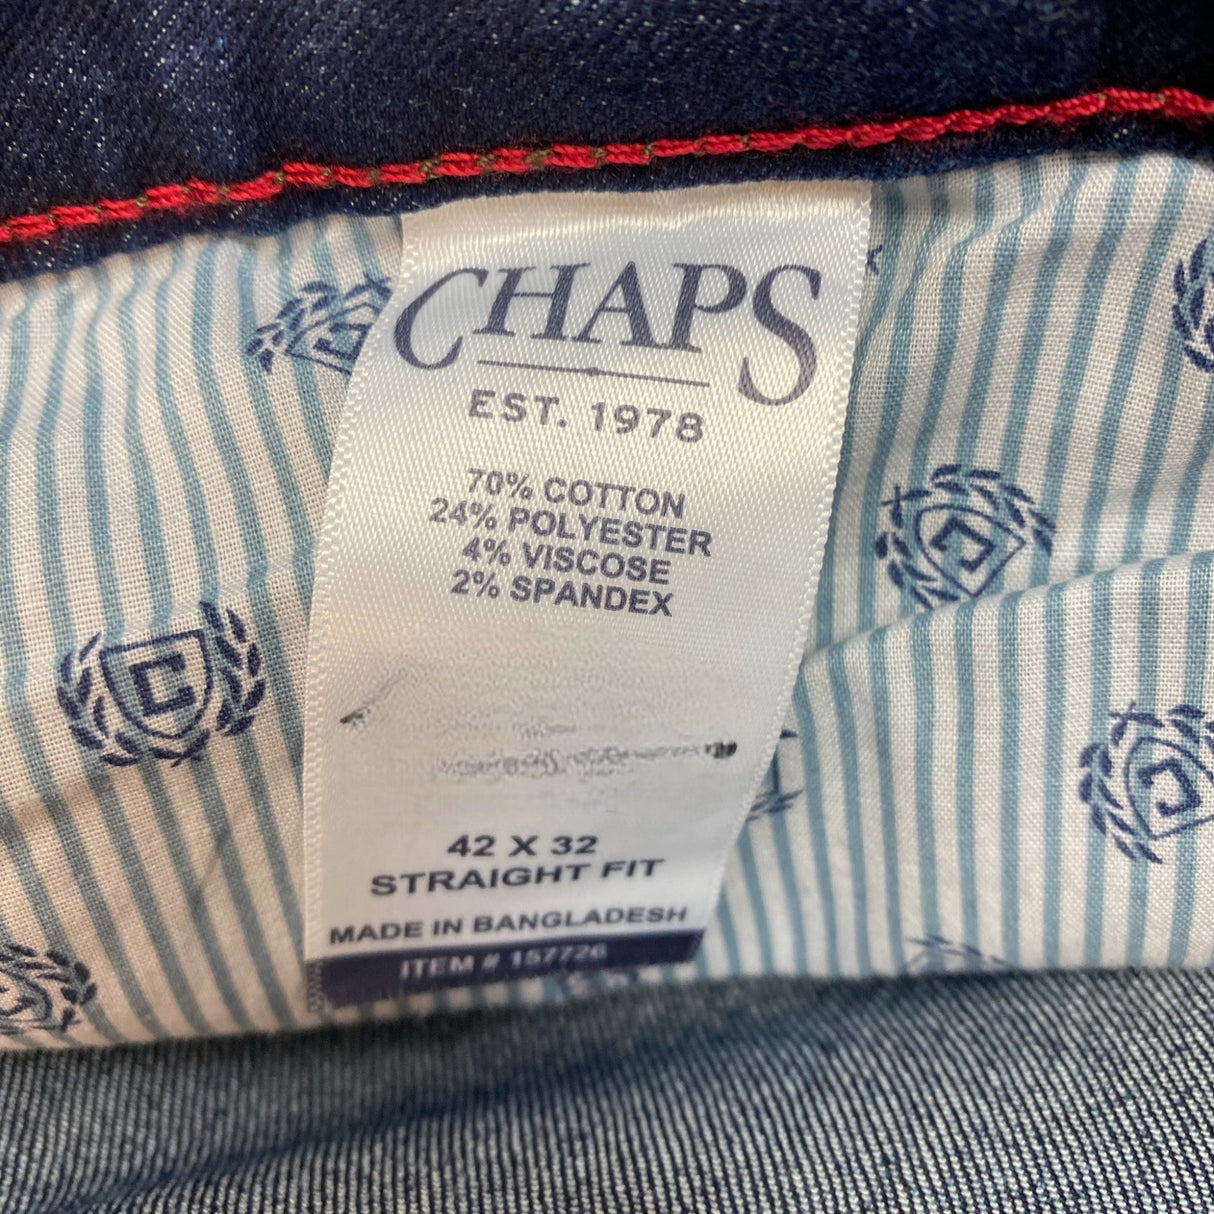 CHAPS
EST. 1978
70% COTTON
24% POLYESTER
4% VISCOSE
2% SPANDEX
42 X 32
STRAIGHT FIT
MADE IN BANGLADESH
ITEM # 157726
C
C
C
C